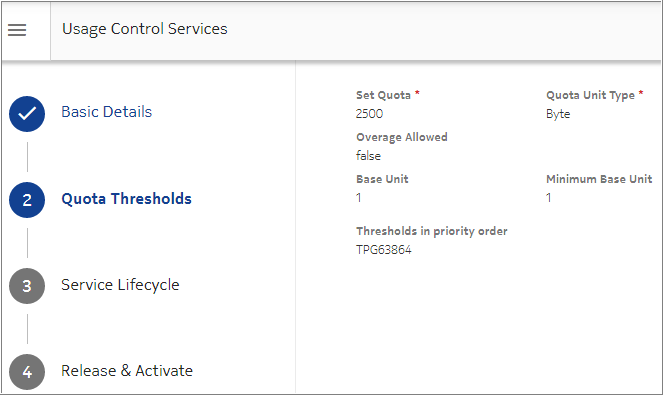 Usage Control Services
Basic Details
2 Quota Thresholds
3 Service Lifecycle
4 Release & Activate
Set Quota * Quota Unit Type *
2500 Byte
Overage Allowed
false
Base Unit Minimum Base Unit
1 1
Thresholds in priority order
TPG63864